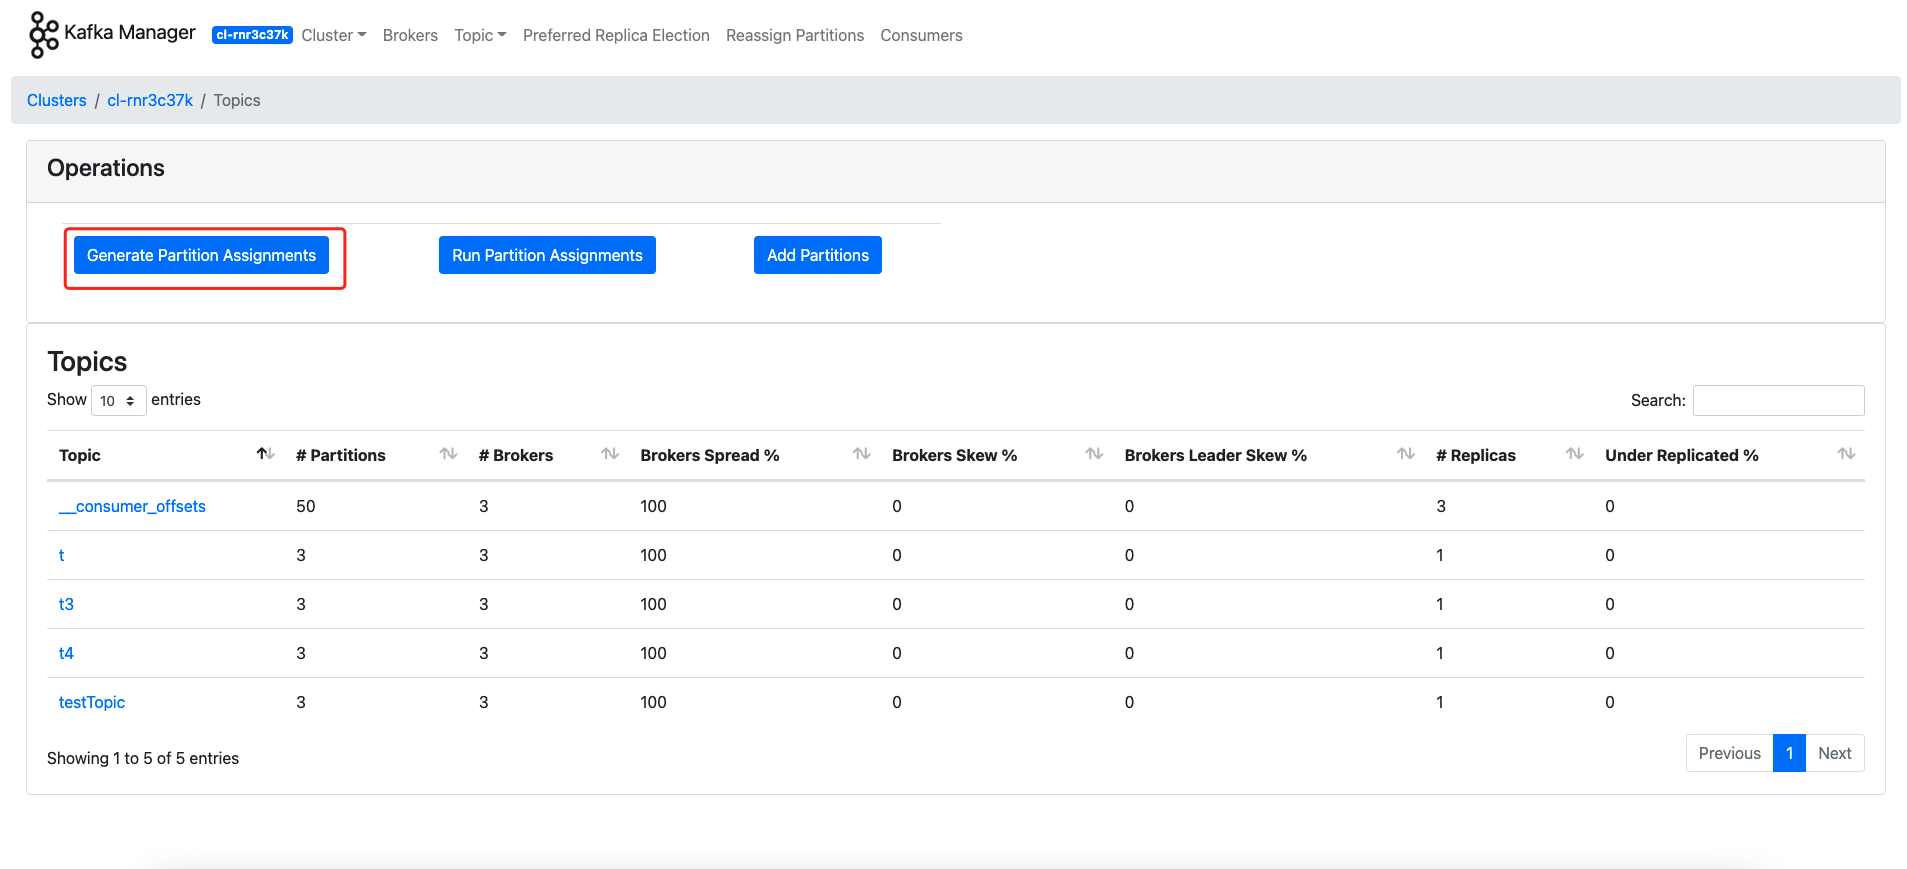 Kafka Manager cl-rnr3c37k Cluster Brokers Topic Preferred Replica Election Reassign Partitions Consumers
Clusters / cl-rnr3c37k / Topics
Operations
Generate Partition Assignments Run Partition Assignments Add Partitions
Topics
Show 10 entries Search:
Topic # Partitions # Brokers Brokers Spread % Brokers Skew % Brokers Leader Skew % # Replicas Under Replicated %
__consumer_offsets 50 3 100 0 0 3 0
t 3 3 100 0 0 1 0
t3 3 3 100 0 0 1 0
t4 3 3 100 0 0 1 0
testTopic 3 3 100 0 0 1 0
Showing 1 to 5 of 5 entries Previous 1 Next